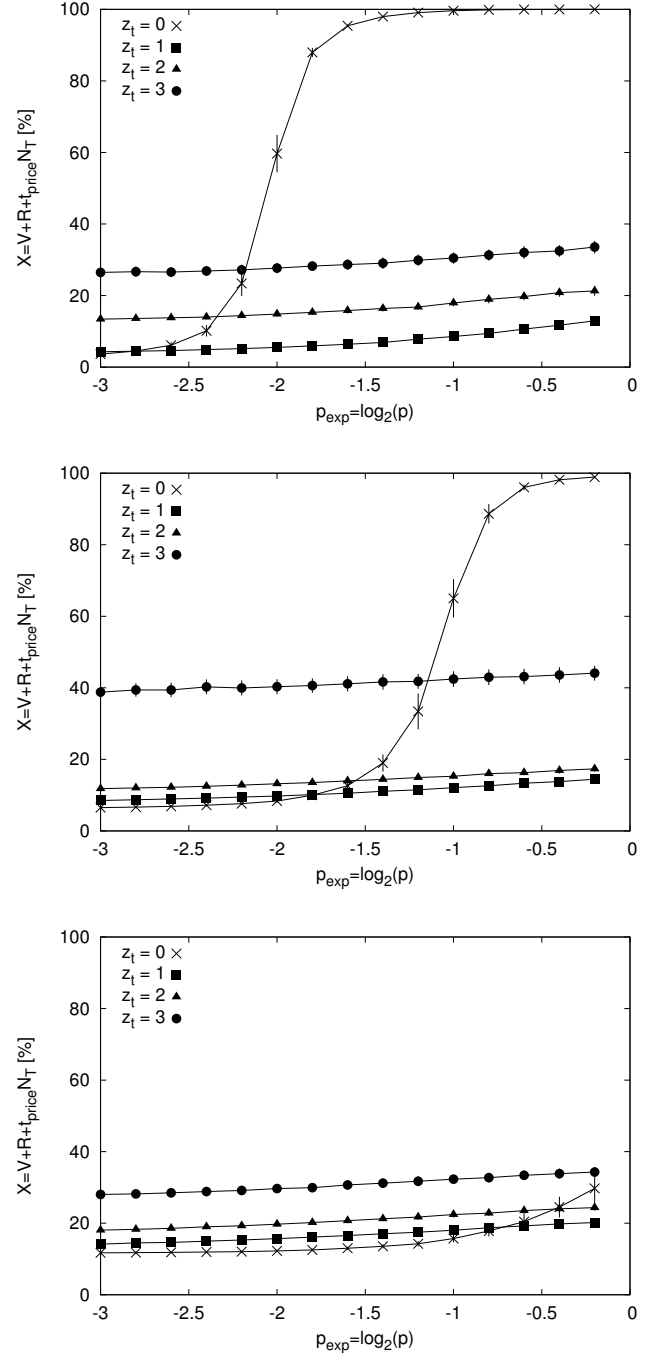 100
80
60
40
20
0
X=V+R+t_price N_T [%]
z_t = 0
z_t = 1
z_t = 2
z_t = 3
-3 -2.5 -2 -1.5 -1 -0.5 0
p_exp=log_2(p)
100
80
60
40
20
0
X=V+R+t_price N_T [%]
z_t = 0
z_t = 1
z_t = 2
z_t = 3
-3 -2.5 -2 -1.5 -1 -0.5 0
p_exp=log_2(p)
100
80
60
40
20
0
X=V+R+t_price N_T [%]
z_t = 0
z_t = 1
z_t = 2
z_t = 3
-3 -2.5 -2 -1.5 -1 -0.5 0
p_exp=log_2(p)